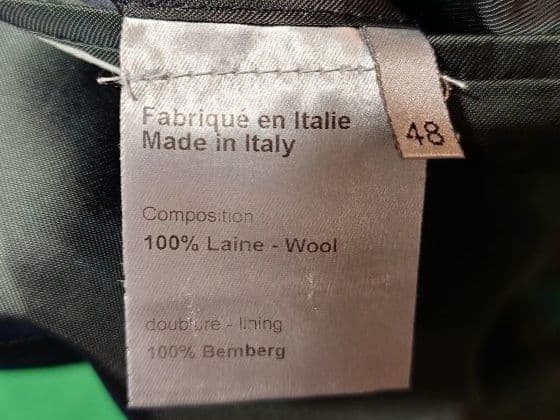 Fabriqué en Italie
Made in Italy
48
Composition
100% Laine - Wool
doublure - lining
100% Bemberg